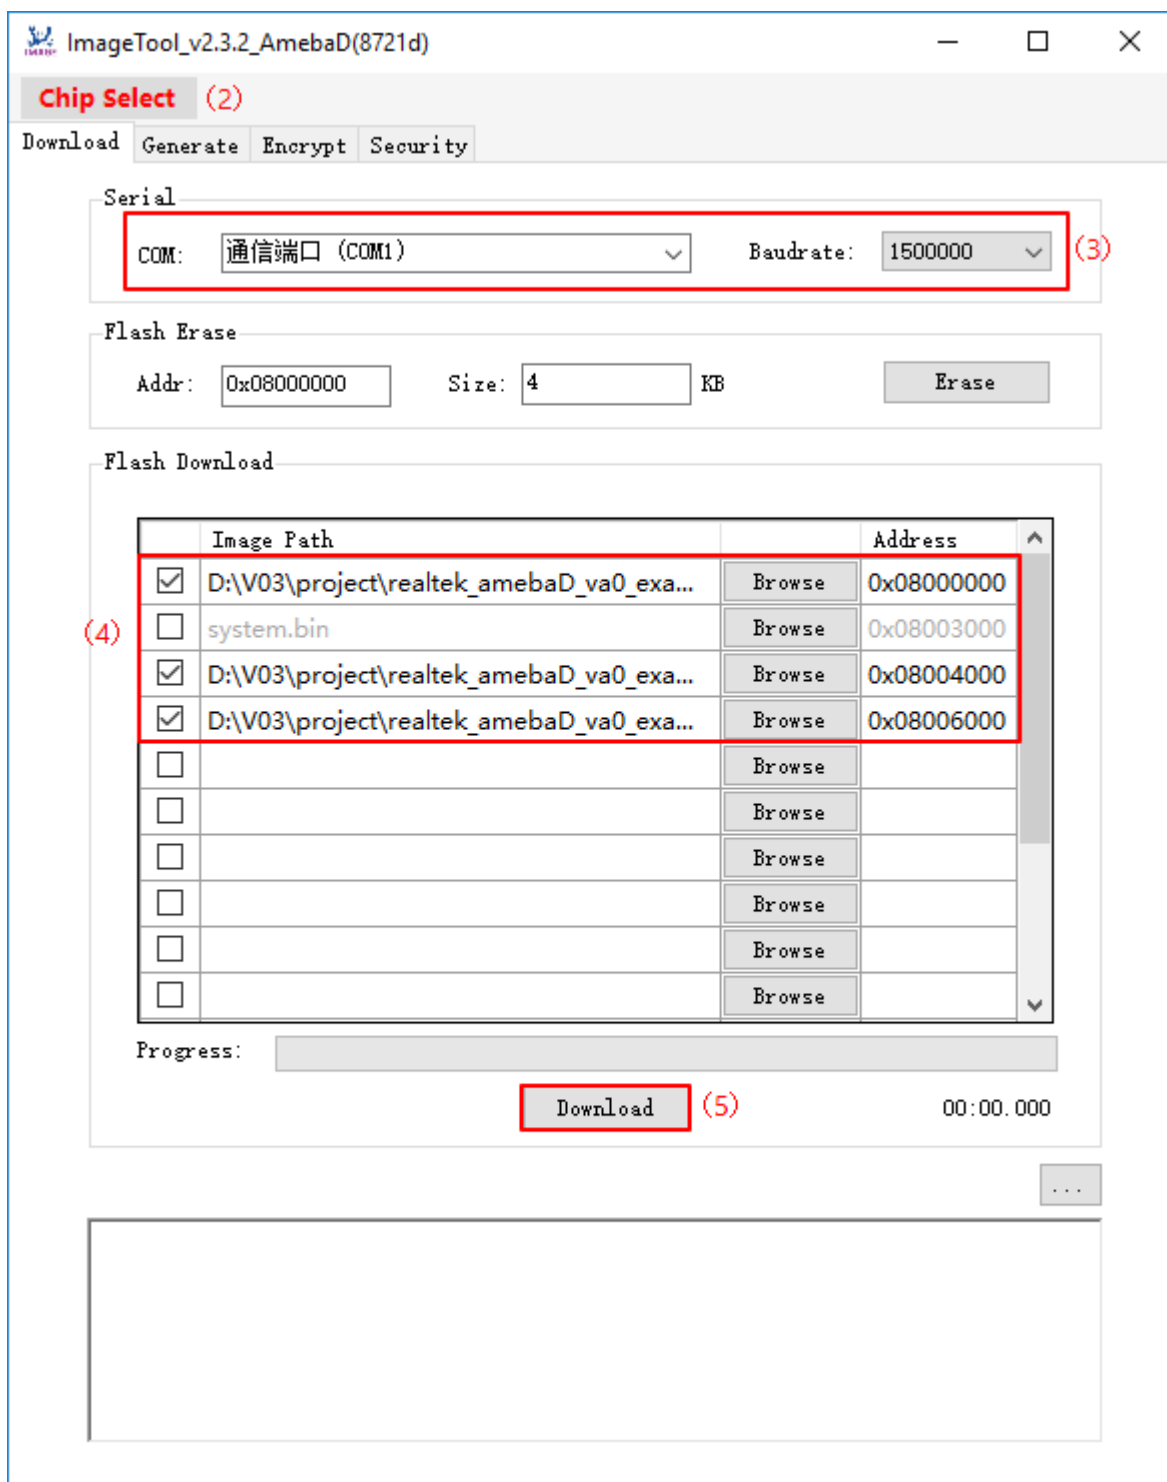 ImageTool_v2.3.2_AmebaD(8721d)
Chip Select (2)
Download Generate Encrypt Security
Serial
COM: 通信端口 (COM1) Baudrate: 1500000 (3)
Flash Erase
Addr: 0x08000000 Size: 4 KB Erase
Flash Download
Image Path Address
D:\V03\project\realtek_amebaD_va0_exa... Browse 0x08000000
(4) system.bin Browse 0x08003000
D:\V03\project\realtek_amebaD_va0_exa... Browse 0x08004000
D:\V03\project\realtek_amebaD_va0_exa... Browse 0x08006000
Browse
Browse
Browse
Browse
Browse
Browse
Progress:
Download (5) 00:00.000
...